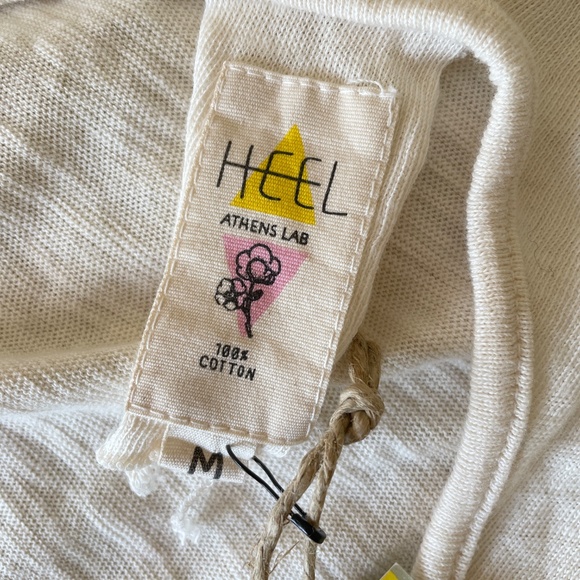 HEEL
ATHENS LAB
100%
COTTON
M